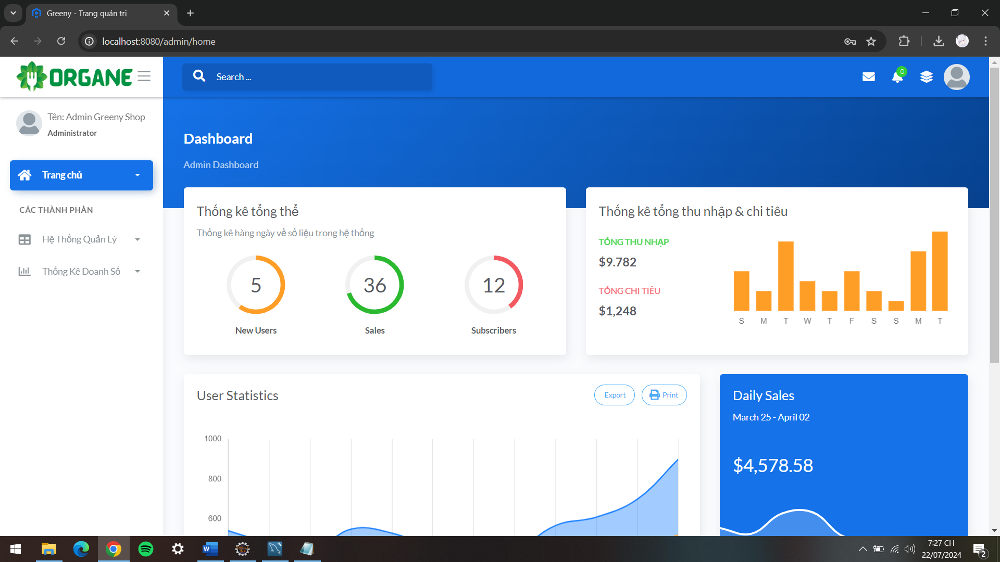 Greeny - Trang quản trị
localhost:8080/admin/home
ORGANE
Search ...
0
Tên: Admin Greeny Shop
Administrator
Trang chủ
CÁC THÀNH PHẦN
Hệ Thống Quản Lý
Thống Kê Doanh Số
Dashboard
Admin Dashboard
Thống kê tổng thể
Thống kê hàng ngày về số liệu trong hệ thống
5
36
12
New Users
Sales
Subscribers
Thống kê tổng thu nhập & chi tiêu
TỔNG THU NHẬP
$9.782
TỔNG CHI TIÊU
$1,248
S M T W T F S S M T
User Statistics
Export
Print
1000
800
600
Daily Sales
March 25 - April 02
$4,578.58
7:27 CH
22/07/2024
2